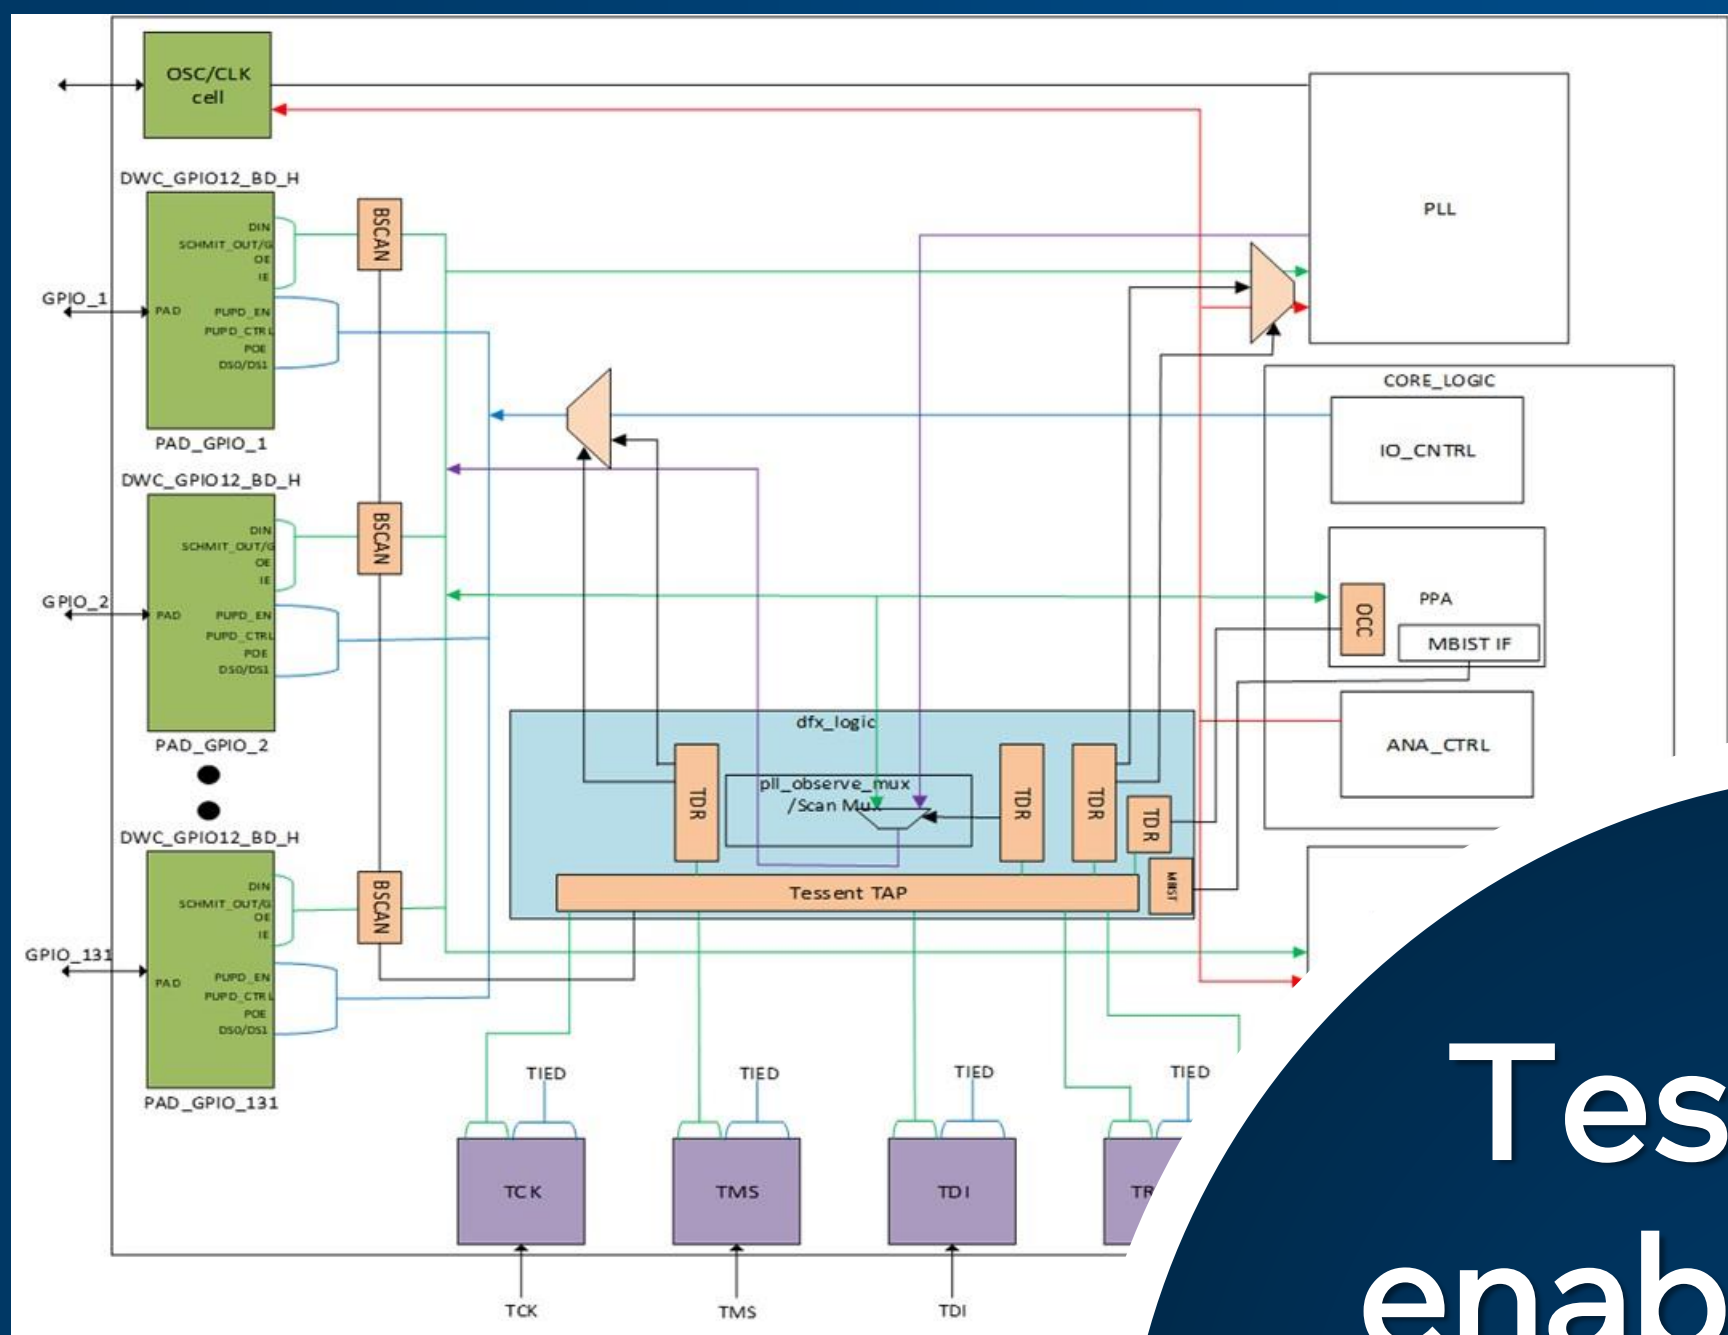 OSC/CLK
cell
DWC_GPIO12_BD_H
DIN
SCHMIT_OUT/G
OE
IE
GPIO_1
PAD
PUPD_EN
PUPD_CTRL
POE
DS0/DS1
PAD_GPIO_1
BSCAN
PLL
CORE_LOGIC
IO_CNTRL
DWC_GPIO12_BD_H
DIN
SCHMIT_OUT/G
OE
IE
GPIO_2
PAD
PUPD_EN
PUPD_CTRL
POE
DS0/DS1
PAD_GPIO_2
BSCAN
OCC
PPA
MBIST IF
ANA_CTRL
dfx_logic
TDR
pll_observe_mux
/Scan Mux
TDR
TDR
TDR
MBIST
Tessent TAP
DWC_GPIO12_BD_H
DIN
SCHMIT_OUT/G
OE
IE
GPIO_131
PAD
PUPD_EN
PUPD_CTRL
POE
DS0/DS1
PAD_GPIO_131
BSCAN
TIED
TIED
TIED
TIED
TCK
TMS
TDI
TR
TCK
TMS
TDI
Tes
enab